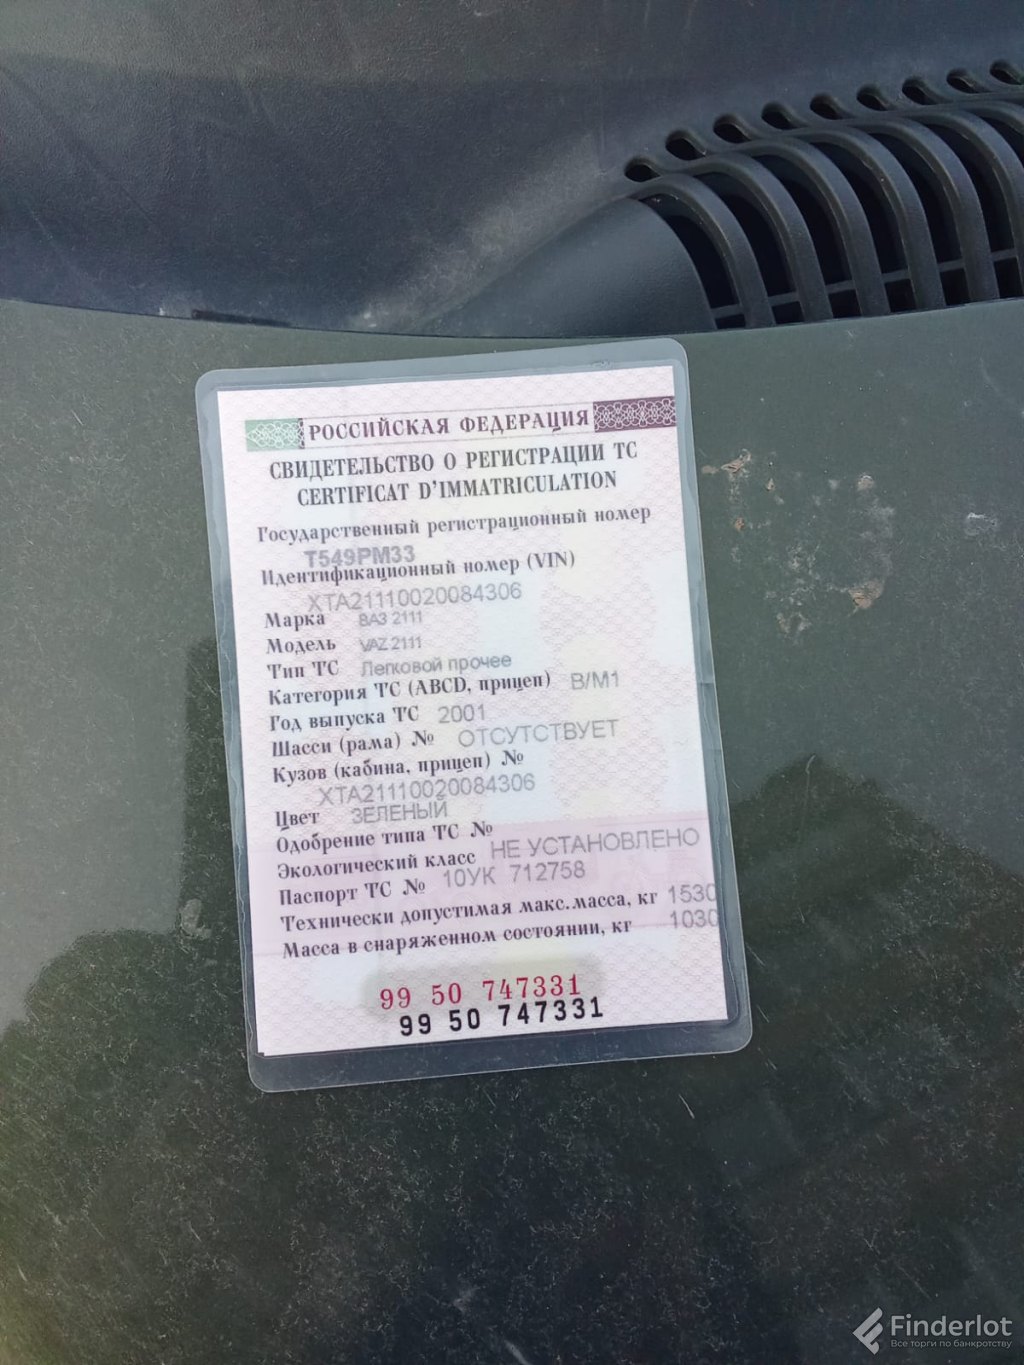 РОССИЙСКАЯ ФЕДЕРАЦИЯ
СВИДЕТЕЛЬСТВО О РЕГИСТРАЦИИ ТС
CERTIFICAT D'IMMATRICULATION
Государственный регистрационный номер
Т549РМ33
Идентификационный номер (VIN)
ХТА21110020084306
Марка ВАЗ 2111
Модель VAZ 2111
Тип ТС Легковой прочее
Категория ТС (ABCD, прицеп) В/М1
Год выпуска ТС 2001
Шасси (рама) № ОТСУТСТВУЕТ
Кузов (кабина, прицеп) №
ХТА21110020084306
Цвет ЗЕЛЕНЫЙ
Одобрение типа ТС №
Экологический класс НЕ УСТАНОВЛЕНО
Паспорт ТС № 10УК 712758
Технически допустимая макс.масса, кг 1530
Масса в снаряженном состоянии, кг 1030
99 50 747331
99 50 747331
Finderlot
Все торги по банкротству